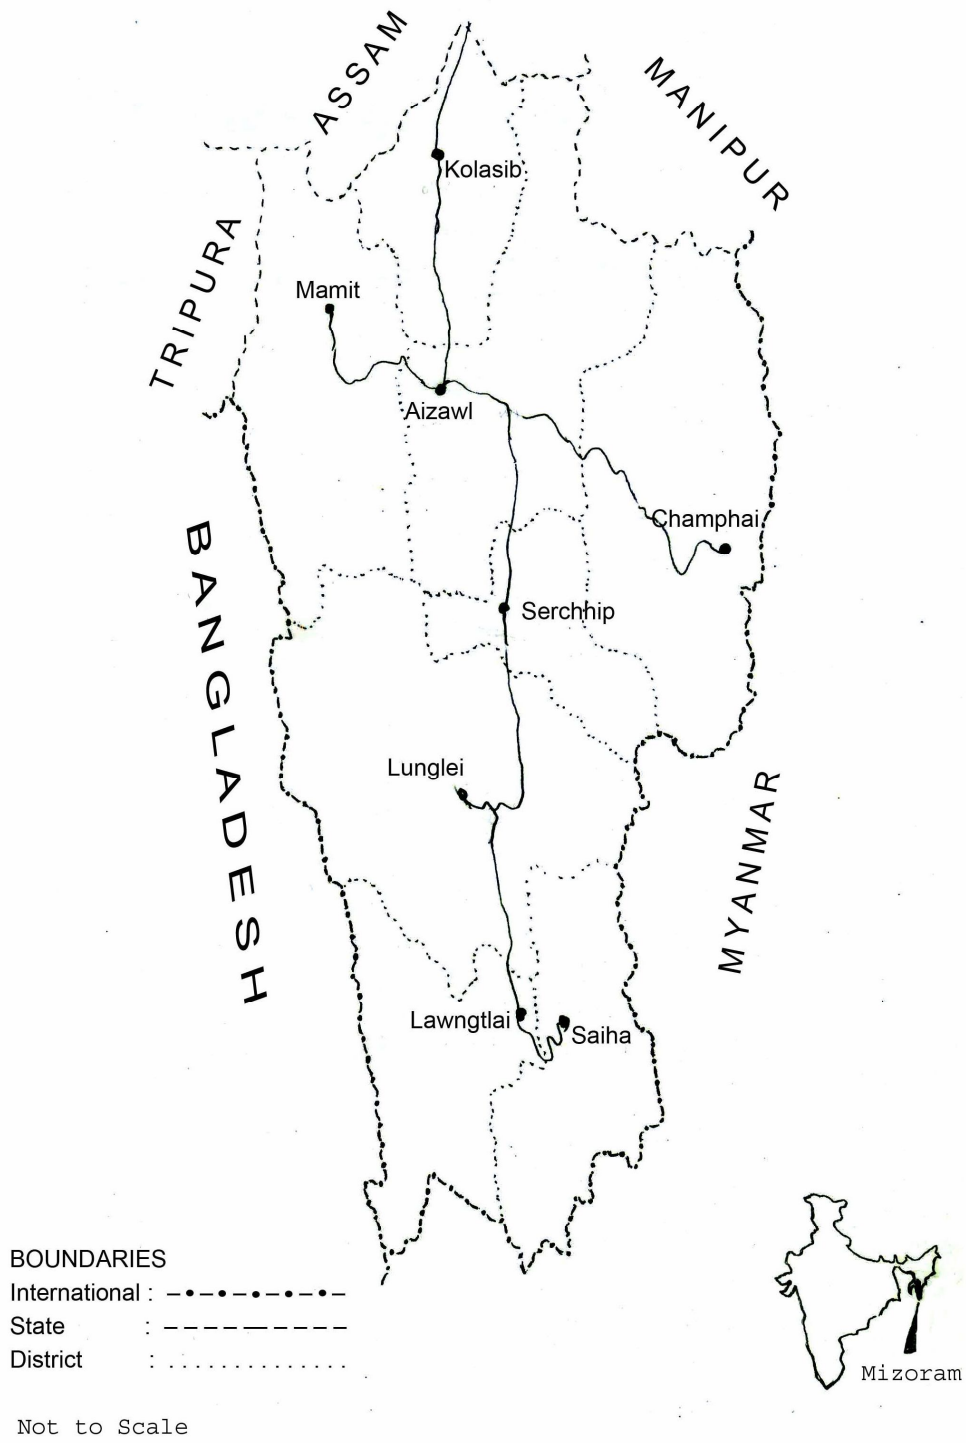 ASSAM
MANIPUR
Kolasib
TRIPURA
Mamit
Aizawl
Champhai
BANGLADESH
Serchhip
Lunglei
MYANMAR
Lawngtlai
Saiha
BOUNDARIES
International :
State :
District :
Mizoram
Not to Scale